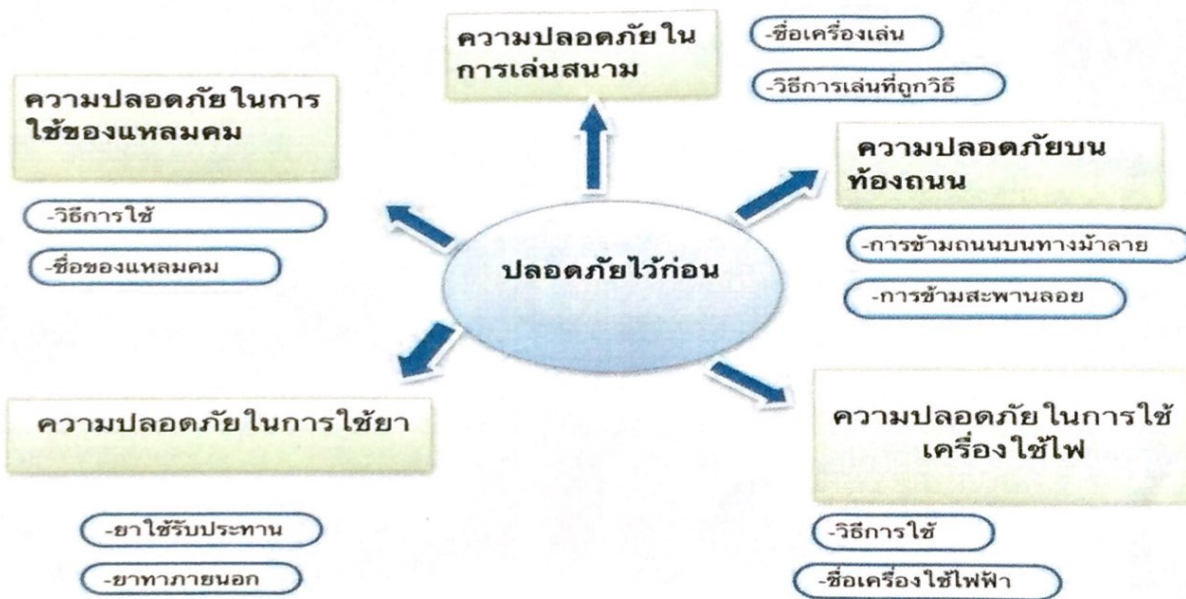 ความปลอดภัยใน
การเล่นสนาม
-ชื่อเครื่องเล่น
-วิธีการเล่นที่ถูกวิธี
ความปลอดภัยในการ
ใช้ของแหลมคม
-วิธีการใช้
-ชื่อของแหลมคม
ความปลอดภัยบน
ท้องถนน
-การข้ามถนนบนทางม้าลาย
-การข้ามสะพานลอย
ปลอดภัยไว้ก่อน
ความปลอดภัยในการใช้ยา
-ยาใช้รับประทาน
-ยาทาภายนอก
ความปลอดภัยในการใช้
เครื่องใช้ไฟ
-วิธีการใช้
-ชื่อเครื่องใช้ไฟฟ้า